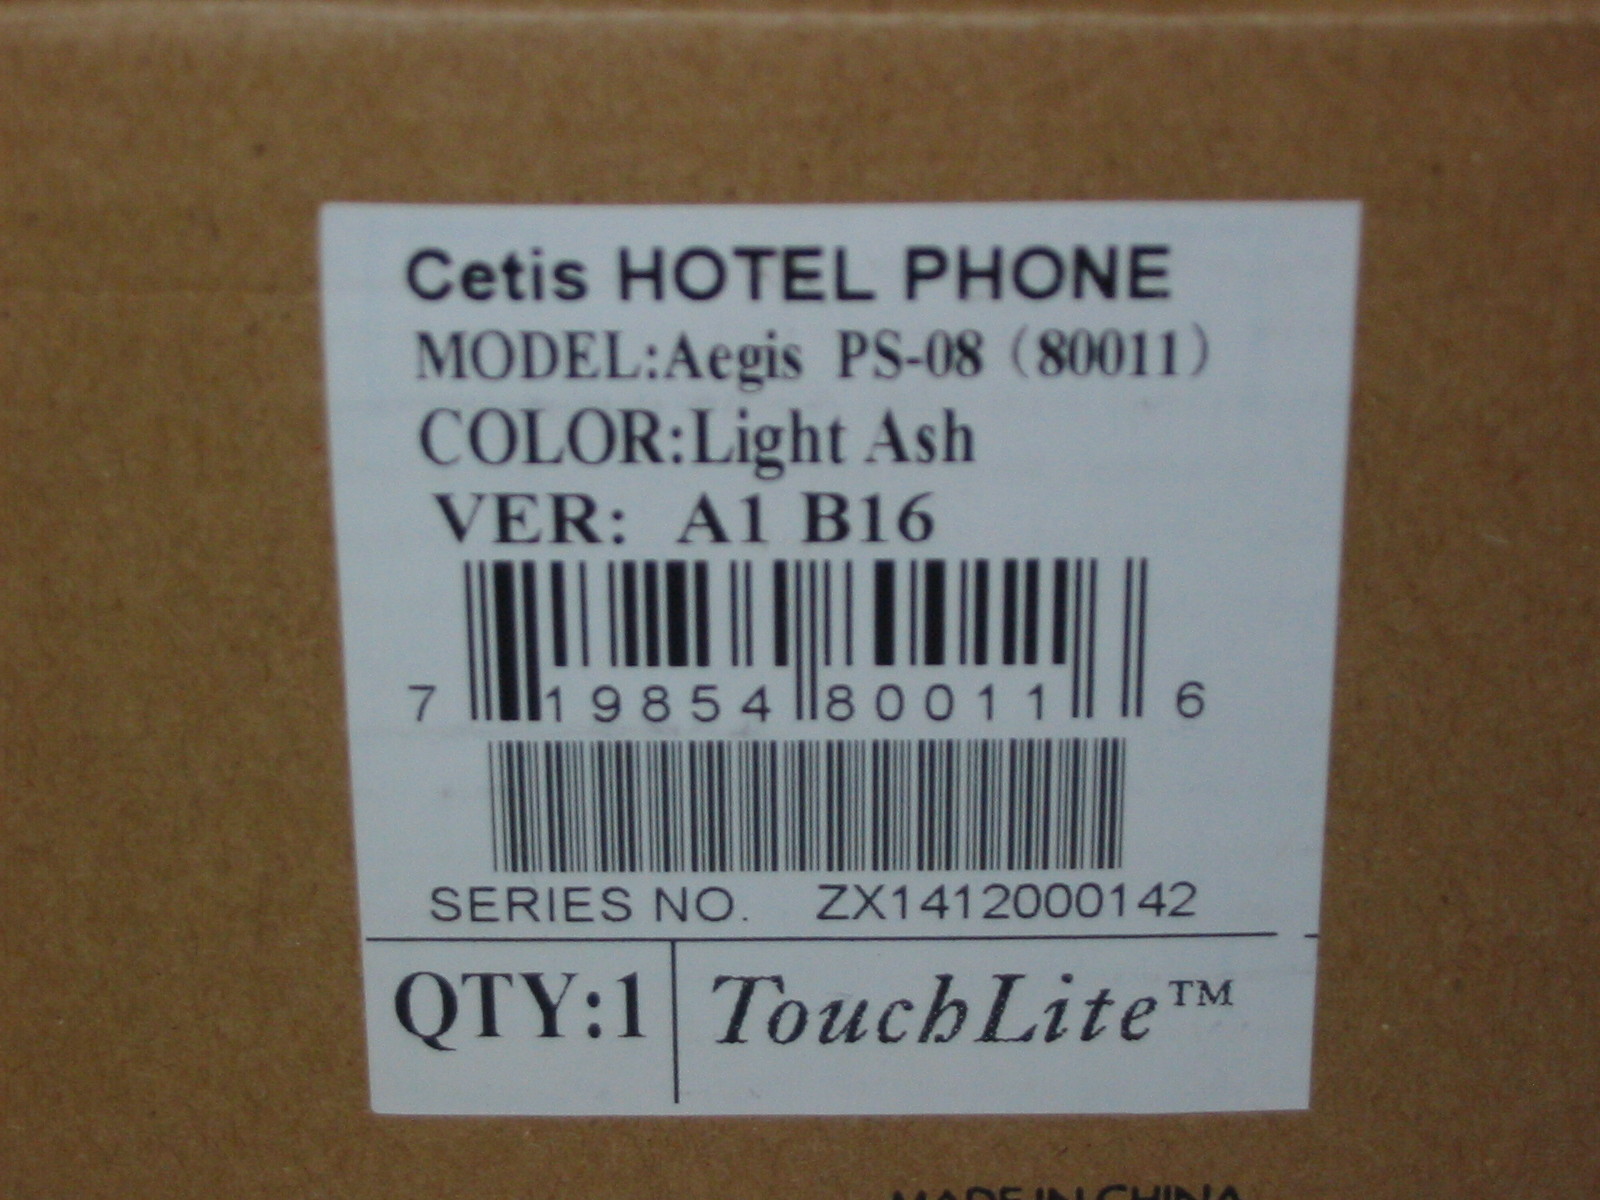 Cetis HOTEL PHONE
MODEL:Aegis PS-08 (80011)
COLOR:Light Ash
VER: A1 B16
7 19854 80011 6
SERIES NO. ZX1412000142
QTY:1
TouchLite™
MADE IN CHINA